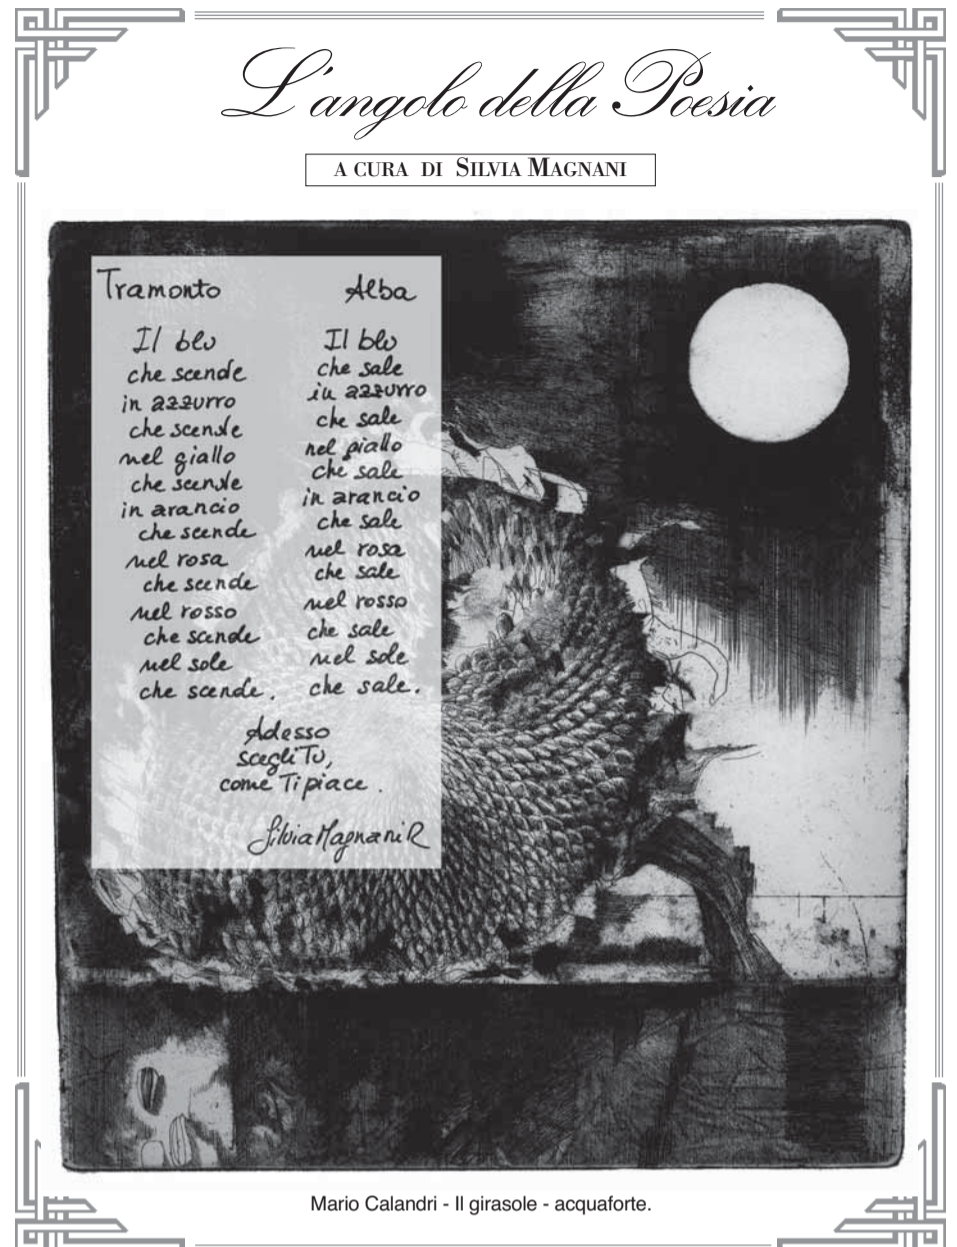 L'angolo della Poesia
A CURA DI SILVIA MAGNANI
Tramonto
Il blu
che scende
in azzurro
che scende
nel giallo
che scende
in arancio
che scende
nel rosa
che scende
nel rosso
che scende
nel sole
che scende.
Alba
Il blu
che sale
in azzurro
che sale
nel giallo
che sale
in arancio
che sale
nel rosa
che sale
nel rosso
che sale
nel sole
che sale.
Adesso
scegli Tu,
come Ti piace.
Silvia Magnani R
Mario Calandri - Il girasole - acquaforte.